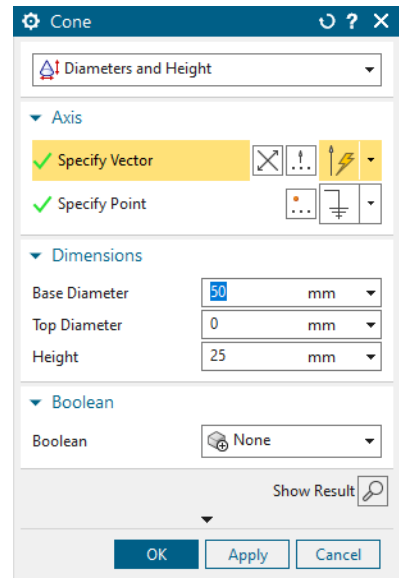 Cone
Diameters and Height
Axis
Specify Vector
Specify Point
Dimensions
Base Diameter 50 mm
Top Diameter 0 mm
Height 25 mm
Boolean
Boolean None
Show Result
OK Apply Cancel